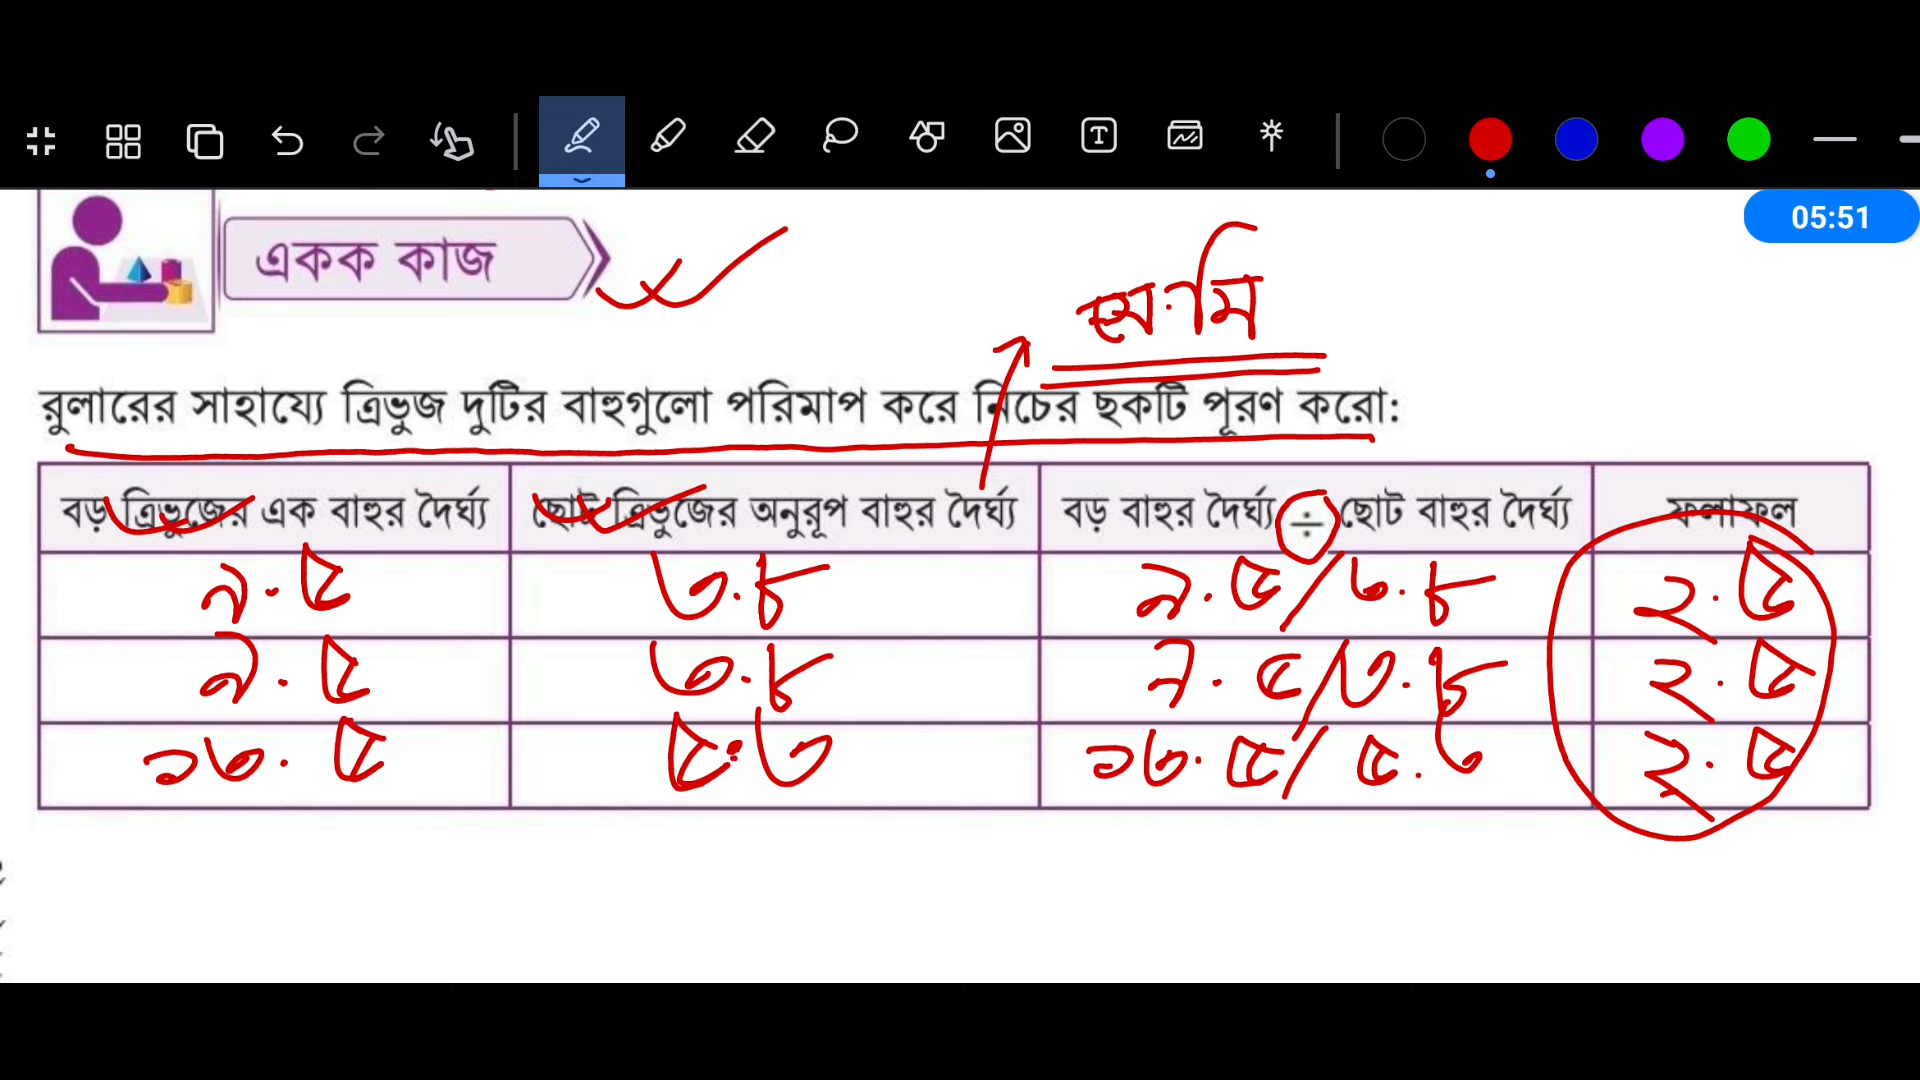 05:51
একক কাজ
সে.মি
রুলারের সাহায্যে ত্রিভুজ দুটির বাহুগুলো পরিমাপ করে নিচের ছকটি পূরণ করো:
বড় ত্রিভুজের এক বাহুর দৈর্ঘ্য ছোট ত্রিভুজের অনুরূপ বাহুর দৈর্ঘ্য বড় বাহুর দৈর্ঘ্য ÷ ছোট বাহুর দৈর্ঘ্য ফলাফল
৯.৫ ৩.৮ ৯.৫/৩.৮ ২.৫
৯.৫ ৩.৮ ৯.৫/৩.৮ ২.৫
১৩.৫ ৫.৩ ১৩.৫/৫.৩ ২.৫